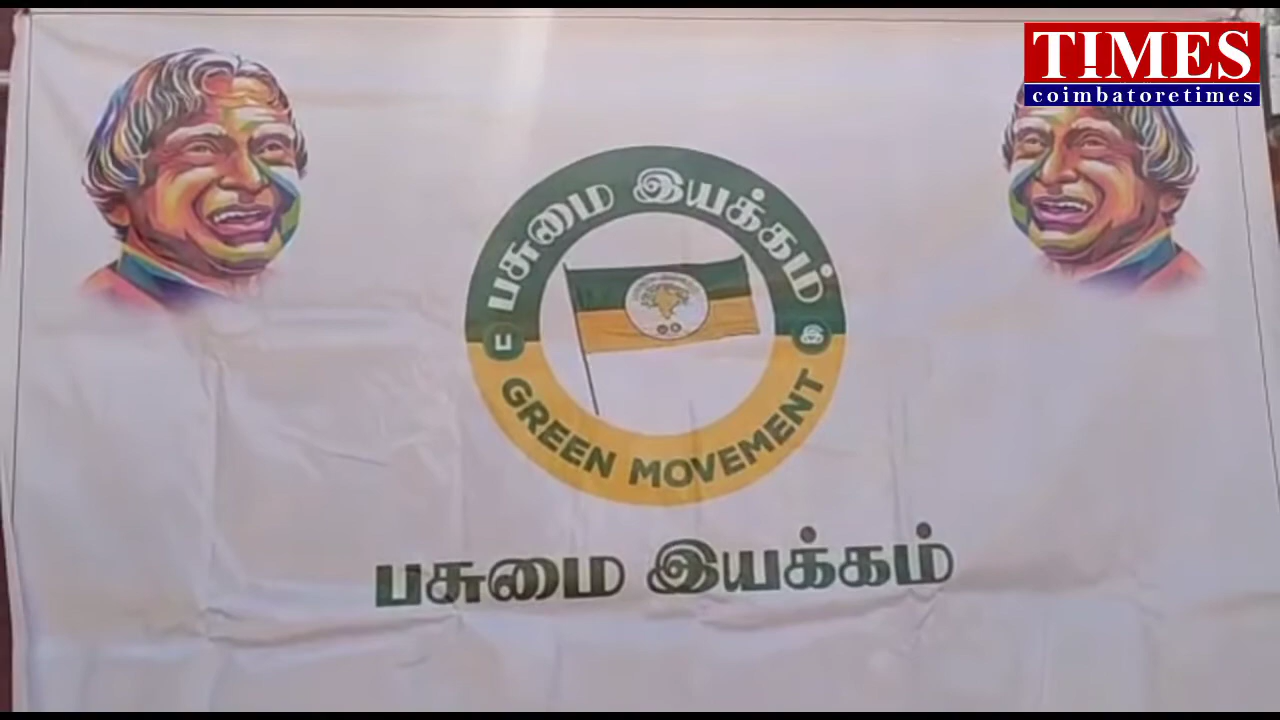 TIMES
coimbatoretimes
பசுமை இயக்கம்
ப
இ
GREEN MOVEMENT
பசுமை இயக்கம்